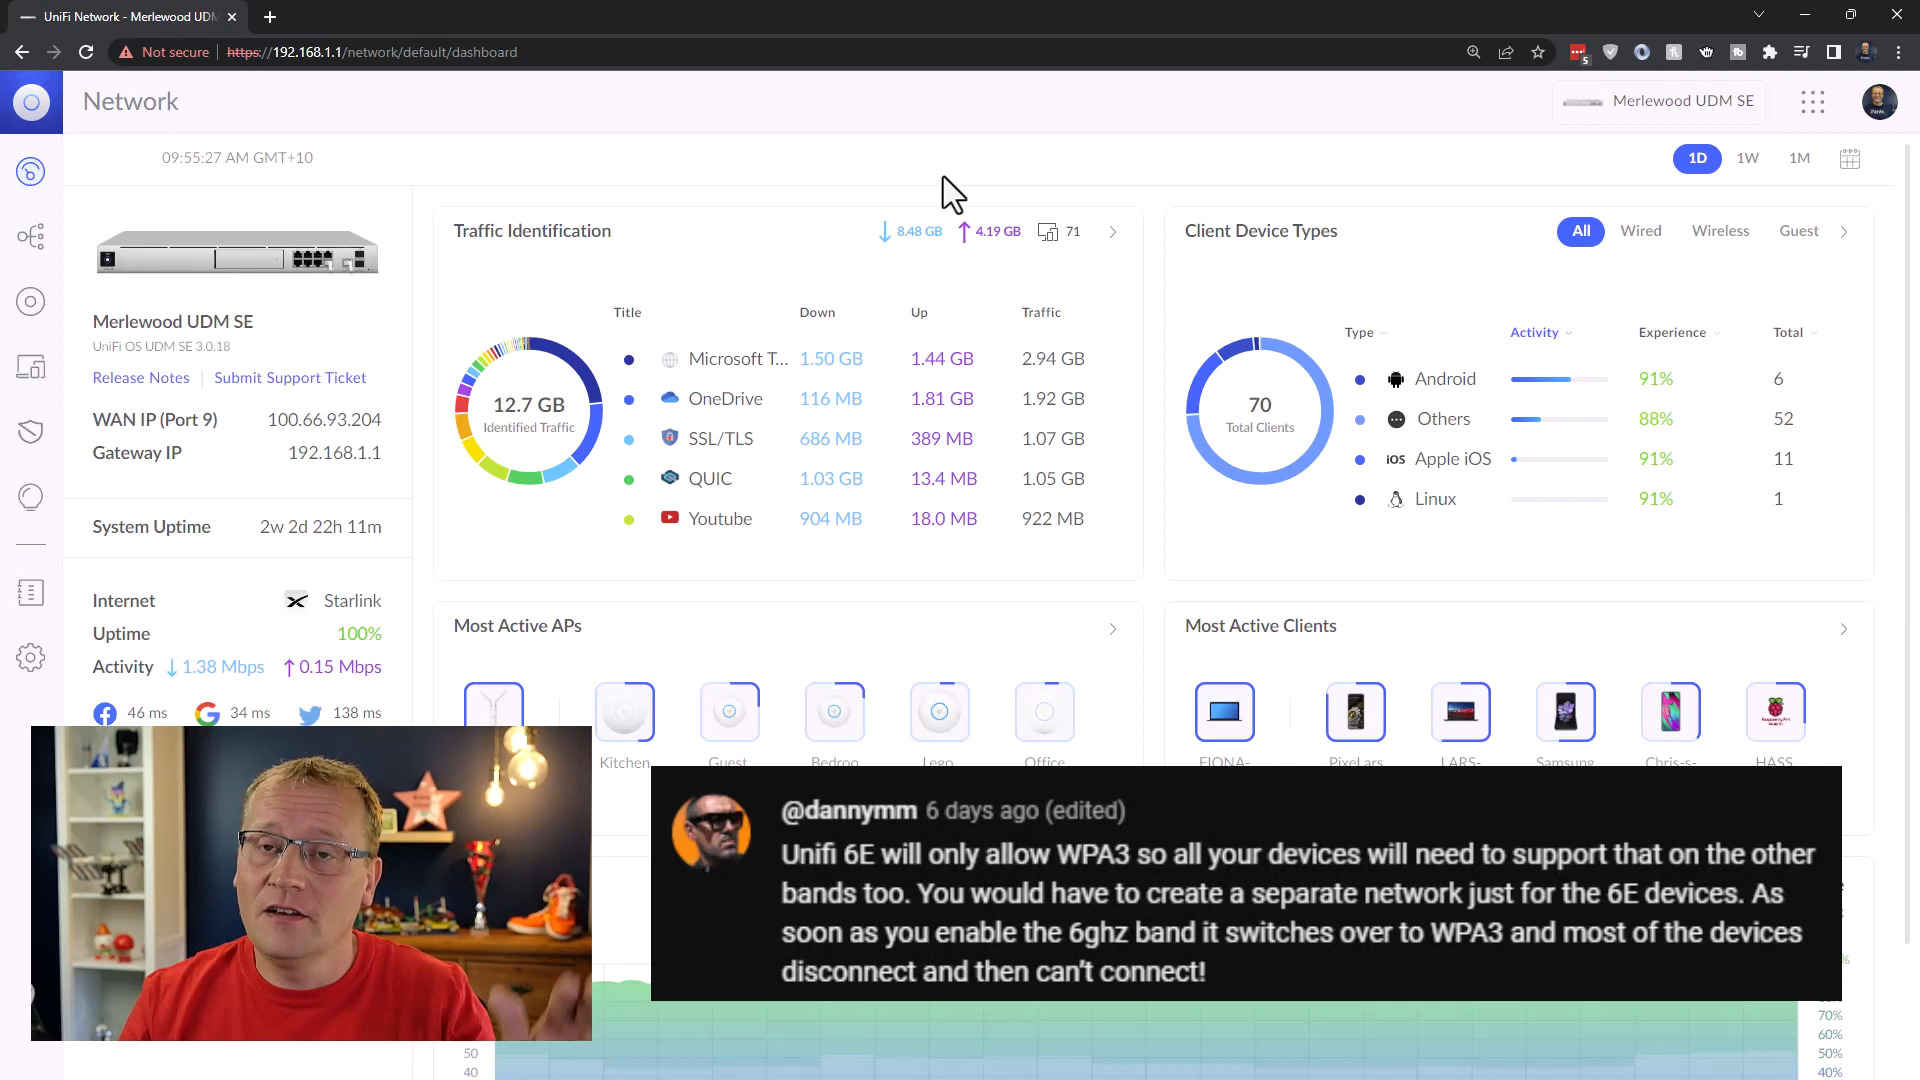 UniFi Network - Merlewood UDM
Not secure https://192.168.1.1/network/default/dashboard
5
Network
Merlewood UDM SE
09:55:27 AM GMT+10
1D 1W 1M
Merlewood UDM SE
UniFi OS UDM SE 3.0.18
Release Notes Submit Support Ticket
WAN IP (Port 9) 100.66.93.204
Gateway IP 192.168.1.1
System Uptime 2w 2d 22h 11m
Internet Starlink
Uptime 100%
Activity 1.38 Mbps 0.15 Mbps
46 ms 34 ms 138 ms
Traffic Identification 8.48 GB 4.19 GB 71
Title Down Up Traffic
12.7 GB
Identified Traffic
Microsoft T... 1.50 GB 1.44 GB 2.94 GB
OneDrive 116 MB 1.81 GB 1.92 GB
SSL/TLS 686 MB 389 MB 1.07 GB
QUIC 1.03 GB 13.4 MB 1.05 GB
Youtube 904 MB 18.0 MB 922 MB
Client Device Types All Wired Wireless Guest
Type Activity Experience Total
70
Total Clients
Android 91% 6
Others 88% 52
iOS Apple iOS 91% 11
Linux 91% 1
Most Active APs
Kitchen Guest Bedroo Lego Office
Most Active Clients
FIONA- PixeLars LARS- Samsung Chris-s- HASS
@dannymm 6 days ago (edited)
Unifi 6E will only allow WPA3 so all your devices will need to support that on the other
bands too. You would have to create a separate network just for the 6E devices. As
soon as you enable the 6ghz band it switches over to WPA3 and most of the devices
disconnect and then can't connect!
50
40
70%
60%
50%
40%